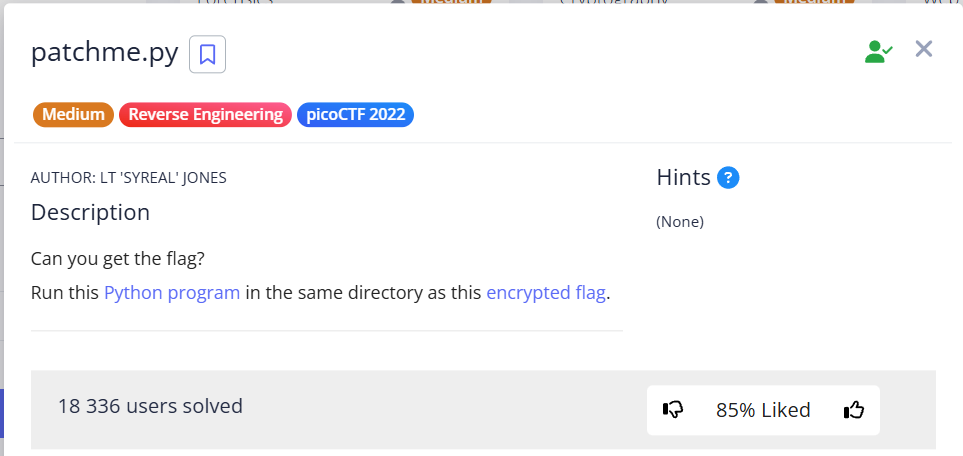 patchme.py
Medium Reverse Engineering picoCTF 2022
AUTHOR: LT 'SYREAL' JONES
Description
Can you get the flag?
Run this Python program in the same directory as this encrypted flag.
Hints ?
(None)
18 336 users solved
85% Liked